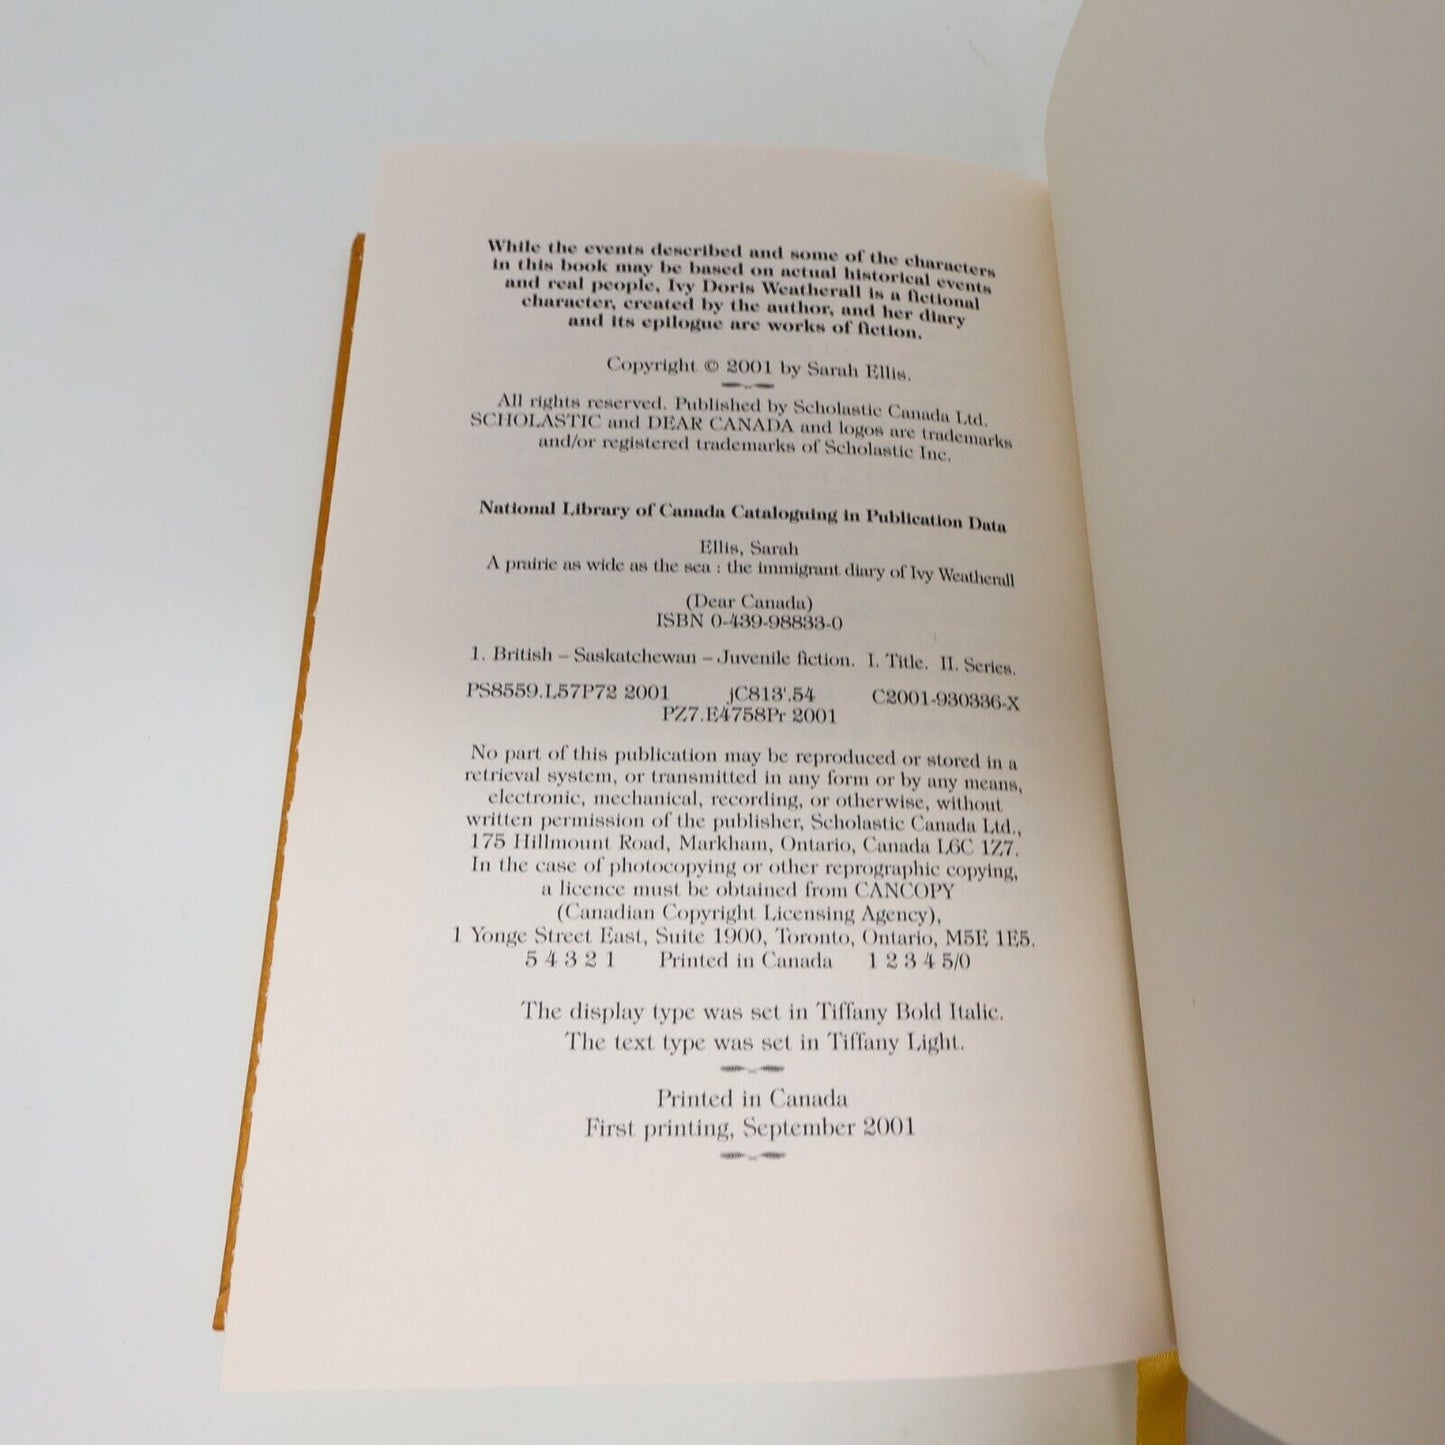 While the events described and some of the characters
in this book may be based on actual historical events
and real people, Ivy Doris Weatherall is a fictional
character, created by the author, and her diary
and its epilogue are works of fiction.
Copyright © 2001 by Sarah Ellis.
All rights reserved. Published by Scholastic Canada Ltd.
SCHOLASTIC and DEAR CANADA and logos are trademarks
and/or registered trademarks of Scholastic Inc.
National Library of Canada Cataloguing in Publication Data
Ellis, Sarah
A prairie as wide as the sea : the immigrant diary of Ivy Weatherall
(Dear Canada)
ISBN 0-439-98833-0
1. British – Saskatchewan – Juvenile fiction. I. Title. II. Series.
PS8559.L57P72 2001 jC813'.54 C2001-930336-X
PZ7.E4758Pr 2001
No part of this publication may be reproduced or stored in a
retrieval system, or transmitted in any form or by any means,
electronic, mechanical, recording, or otherwise, without
written permission of the publisher, Scholastic Canada Ltd.,
175 Hillmount Road, Markham, Ontario, Canada L6C 1Z7.
In the case of photocopying or other reprographic copying,
a licence must be obtained from CANCOPY
(Canadian Copyright Licensing Agency),
1 Yonge Street East, Suite 1900, Toronto, Ontario, M5E 1E5.
5 4 3 2 1 Printed in Canada 1 2 3 4 5/0
The display type was set in Tiffany Bold Italic.
The text type was set in Tiffany Light.
Printed in Canada
First printing, September 2001